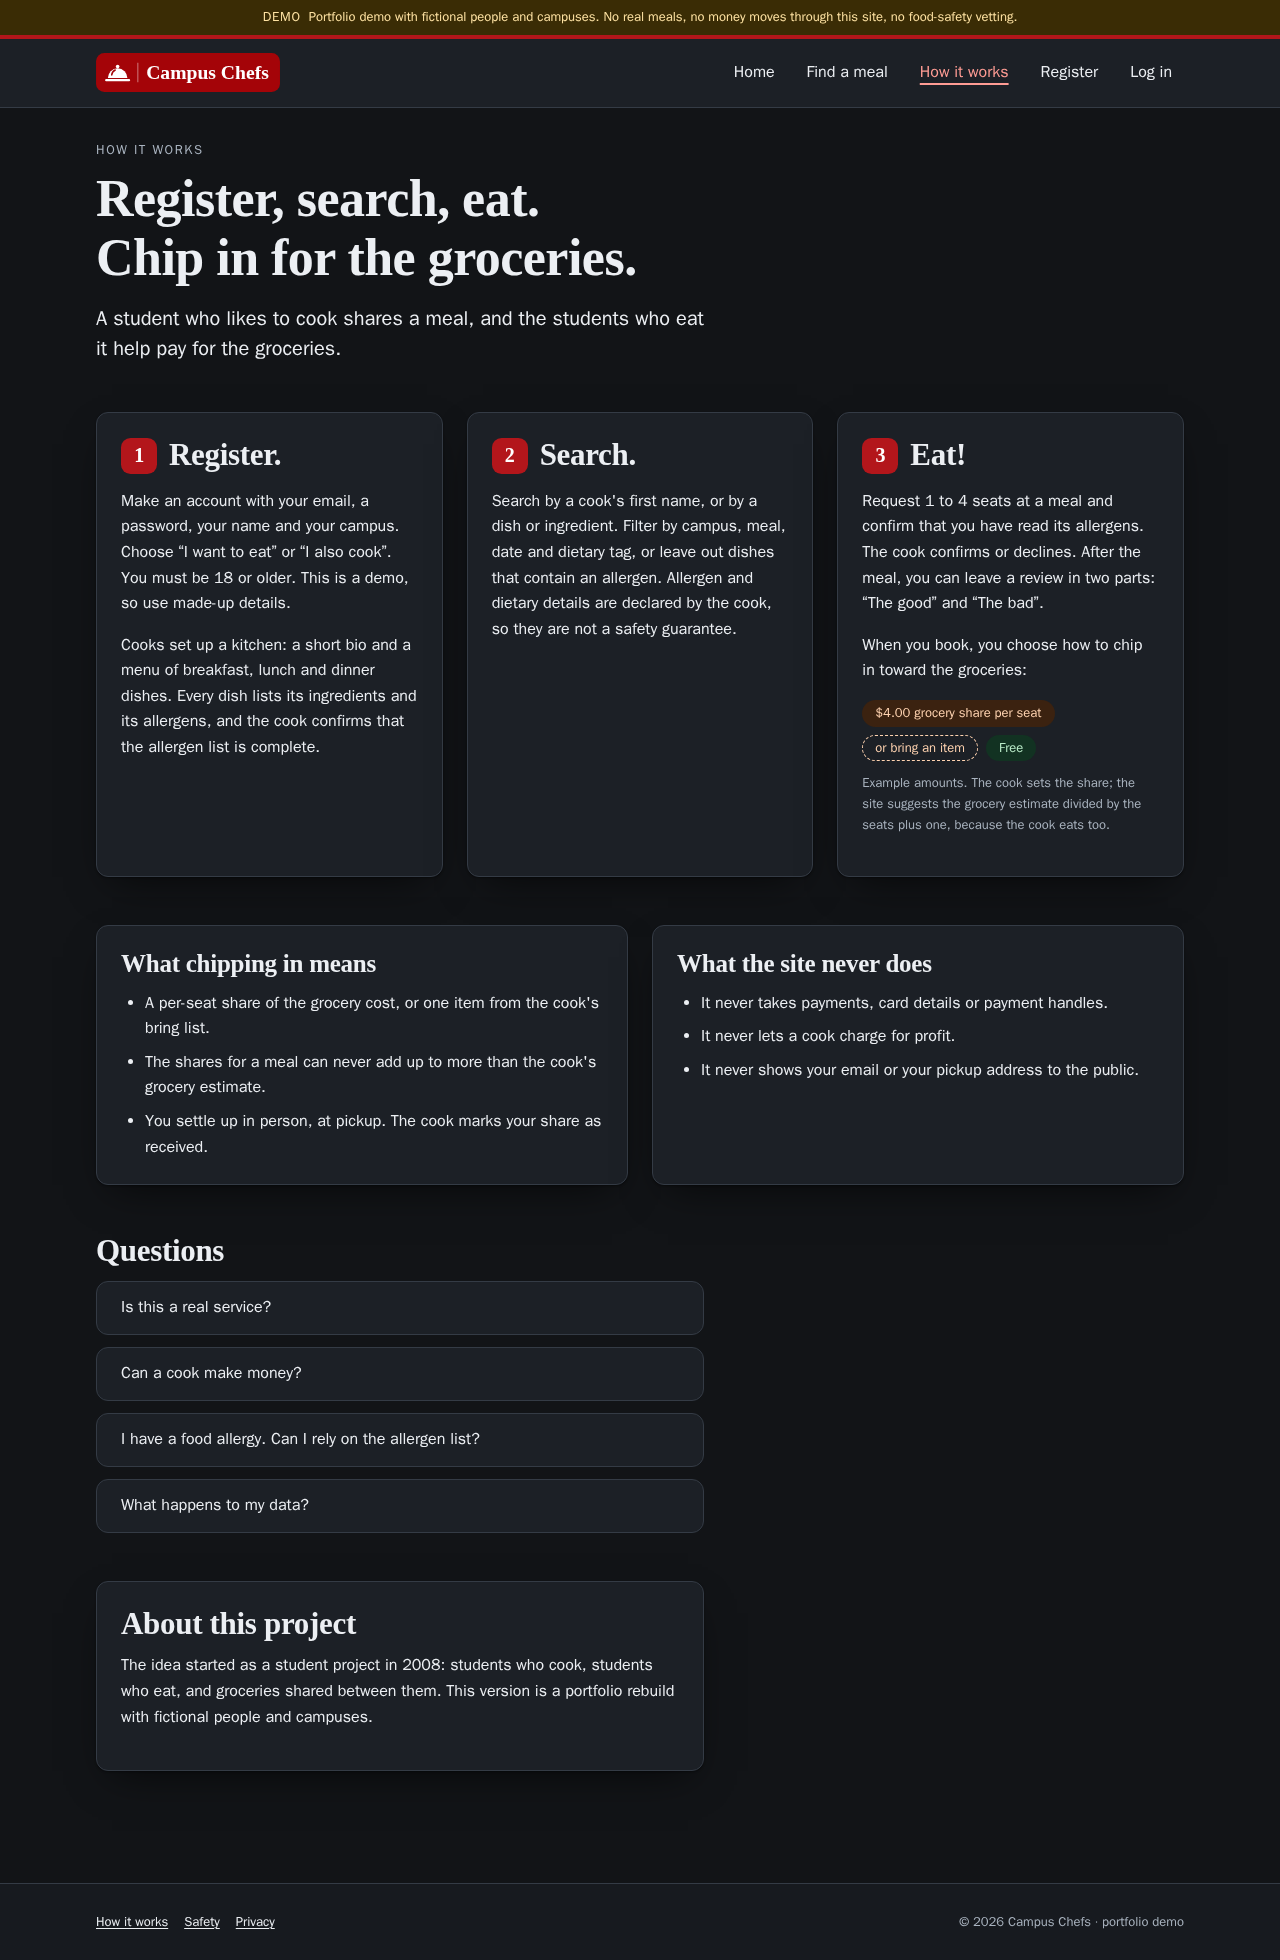 DEMO Portfolio demo with fictional people and campuses. No real meals, no money moves through this site, no food-safety vetting.
Campus Chefs
Home
Find a meal
How it works
Register
Log in
HOW IT WORKS
Register, search, eat.
Chip in for the groceries.
A student who likes to cook shares a meal, and the students who eat
it help pay for the groceries.
1 Register.
Make an account with your email, a
password, your name and your campus.
Choose “I want to eat” or “I also cook”.
You must be 18 or older. This is a demo,
so use made-up details.
Cooks set up a kitchen: a short bio and a
menu of breakfast, lunch and dinner
dishes. Every dish lists its ingredients and
its allergens, and the cook confirms that
the allergen list is complete.
2 Search.
Search by a cook's first name, or by a
dish or ingredient. Filter by campus, meal,
date and dietary tag, or leave out dishes
that contain an allergen. Allergen and
dietary details are declared by the cook,
so they are not a safety guarantee.
3 Eat!
Request 1 to 4 seats at a meal and
confirm that you have read its allergens.
The cook confirms or declines. After the
meal, you can leave a review in two parts:
“The good” and “The bad”.
When you book, you choose how to chip
in toward the groceries:
$4.00 grocery share per seat
or bring an item
Free
Example amounts. The cook sets the share; the
site suggests the grocery estimate divided by the
seats plus one, because the cook eats too.
What chipping in means
• A per-seat share of the grocery cost, or one item from the cook's
bring list.
• The shares for a meal can never add up to more than the cook's
grocery estimate.
• You settle up in person, at pickup. The cook marks your share as
received.
What the site never does
• It never takes payments, card details or payment handles.
• It never lets a cook charge for profit.
• It never shows your email or your pickup address to the public.
Questions
Is this a real service?
Can a cook make money?
I have a food allergy. Can I rely on the allergen list?
What happens to my data?
About this project
The idea started as a student project in 2008: students who cook, students
who eat, and groceries shared between them. This version is a portfolio rebuild
with fictional people and campuses.
How it works
Safety
Privacy
© 2026 Campus Chefs · portfolio demo